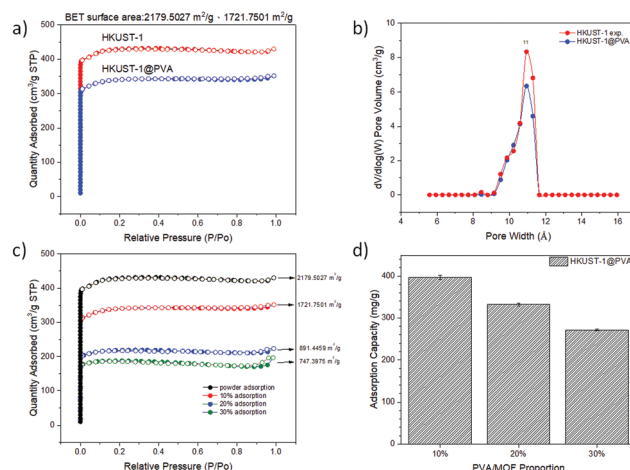 a)
BET surface area:2179.5027 m²/g · 1721.7501 m²/g
HKUST-1
HKUST-1@PVA
Quantity Adsorbed (cm³/g STP)
500
400
300
200
100
0
0.0 0.2 0.4 0.6 0.8 1.0
Relative Pressure (P/Po)
b)
HKUST-1 exp.
HKUST-1@PVA
11
dV/dlog(W) Pore Volume (cm³/g)
10
8
6
4
2
0
4 6 8 10 12 14 16
Pore Width (Å)
c)
Quantity Adsorbed (cm³/g STP)
500
400
300
200
100
0
2179.5027 m²/g
1721.7501 m²/g
891.4459 m²/g
747.3975 m²/g
powder adsorption
10% adsorption
20% adsorption
30% adsorption
0.0 0.2 0.4 0.6 0.8 1.0
Relative Pressure (P/Po)
d)
HKUST-1@PVA
Adsorption Capacity (mg/g)
400
300
200
100
0
10% 20% 30%
PVA/MOF Proportion